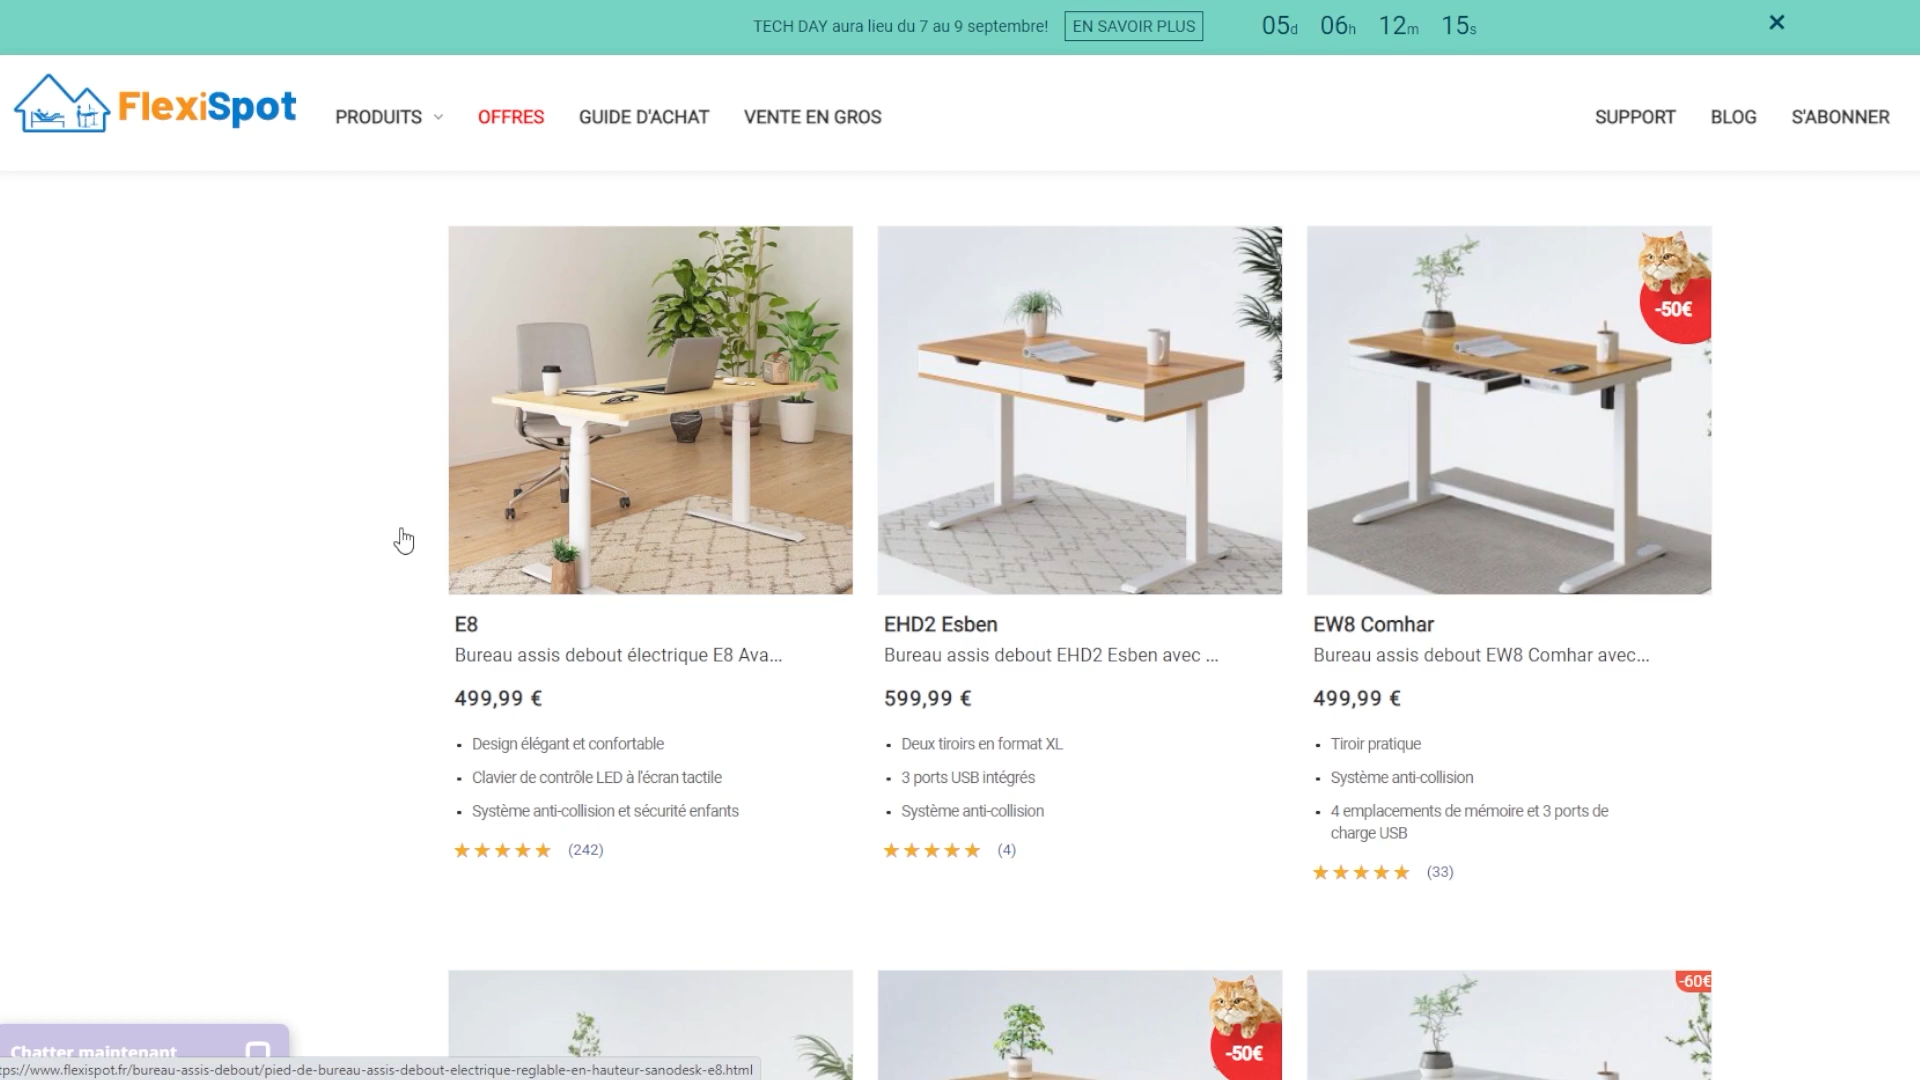 TECH DAY aura lieu du 7 au 9 septembre! EN SAVOIR PLUS 05d 06h 12m 15s
FlexiSpot PRODUITS OFFRES GUIDE D'ACHAT VENTE EN GROS SUPPORT BLOG S'ABONNER
-50€
E8
Bureau assis debout électrique E8 Ava...
499,99 €
Design élégant et confortable
Clavier de contrôle LED à l'écran tactile
Système anti-collision et sécurité enfants
(242)
EHD2 Esben
Bureau assis debout EHD2 Esben avec ...
599,99 €
Deux tiroirs en format XL
3 ports USB intégrés
Système anti-collision
(4)
EW8 Comhar
Bureau assis debout EW8 Comhar avec...
499,99 €
Tiroir pratique
Système anti-collision
4 emplacements de mémoire et 3 ports de
charge USB
(33)
-50€
-60€
Chatter maintenant
tps://www.flexispot.fr/bureau-assis-debout/pied-de-bureau-assis-debout-electrique-reglable-en-hauteur-sanodesk-e8.html